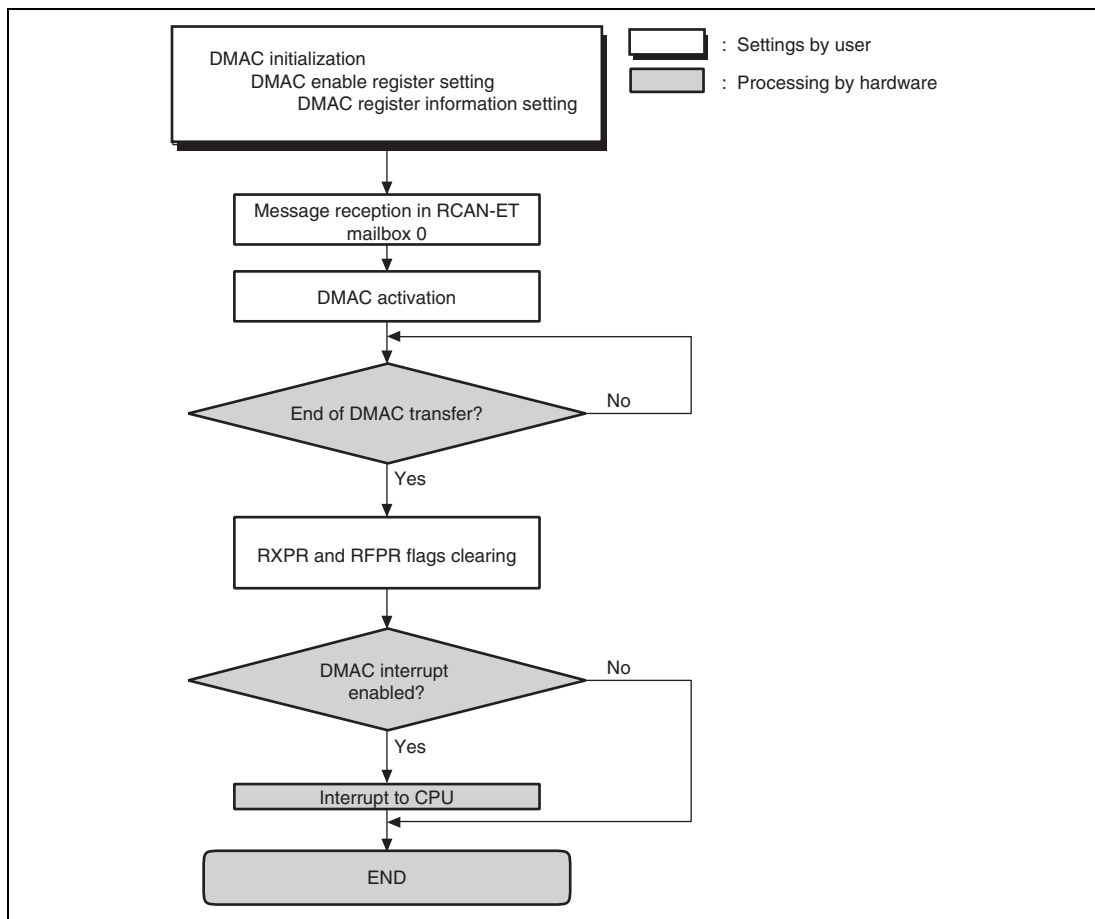 DMAC initialization
DMAC enable register setting
DMAC register information setting
: Settings by user
: Processing by hardware
Message reception in RCAN-ET
mailbox 0
DMAC activation
End of DMAC transfer?
No
Yes
RXPR and RFPR flags clearing
DMAC interrupt
enabled?
No
Yes
Interrupt to CPU
END